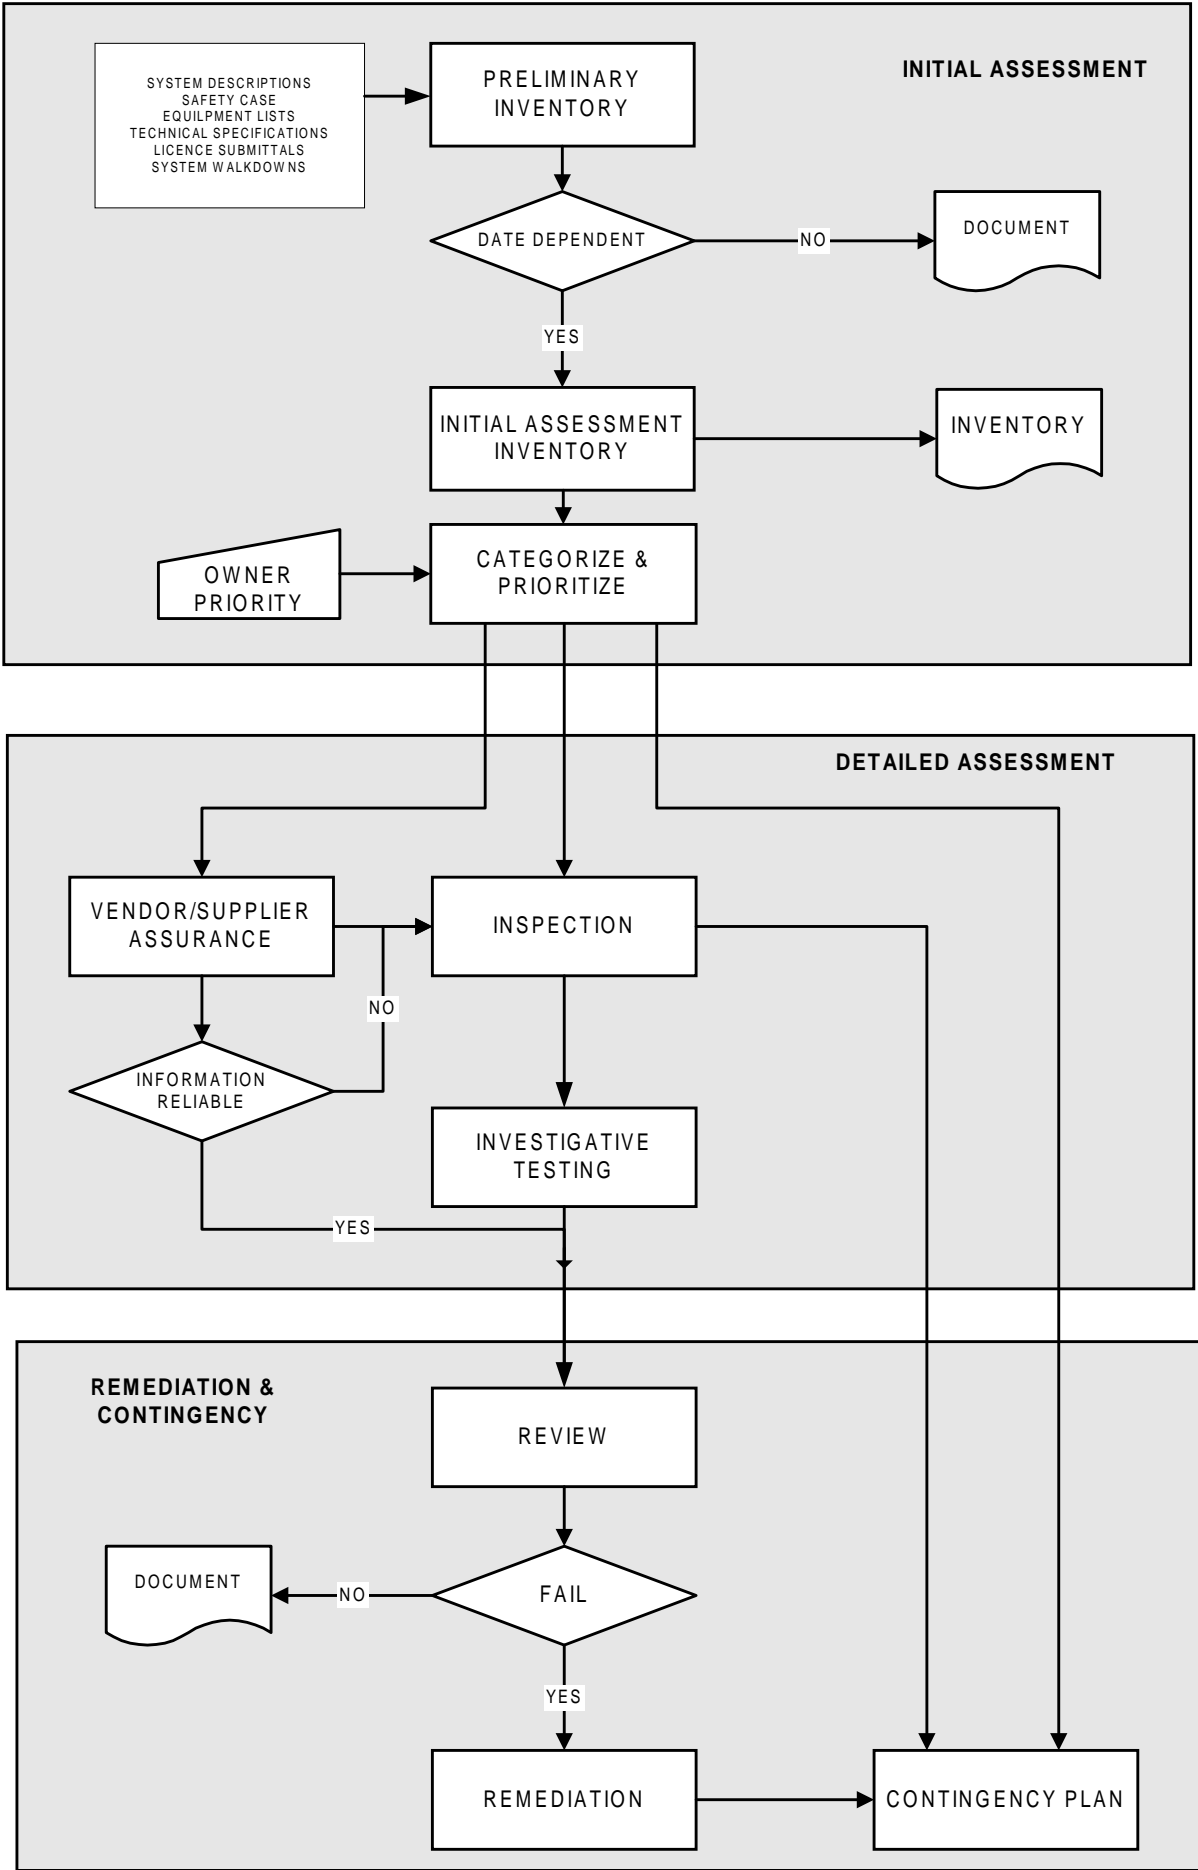 INITIAL ASSESSMENT
SYSTEM DESCRIPTIONS
SAFETY CASE
EQUILPMENT LISTS
TECHNICAL SPECIFICATIONS
LICENCE SUBMITTALS
SYSTEM WALKDOWNS
PRELIMINARY
INVENTORY
DATE DEPENDENT
NO
DOCUMENT
YES
INITIAL ASSESSMENT
INVENTORY
INVENTORY
OWNER
PRIORITY
CATEGORIZE &
PRIORITIZE
DETAILED ASSESSMENT
VENDOR/SUPPLIER
ASSURANCE
INSPECTION
NO
INFORMATION
RELIABLE
INVESTIGATIVE
TESTING
YES
REMEDIATION &
CONTINGENCY
REVIEW
DOCUMENT
NO
FAIL
YES
REMEDIATION
CONTINGENCY PLAN